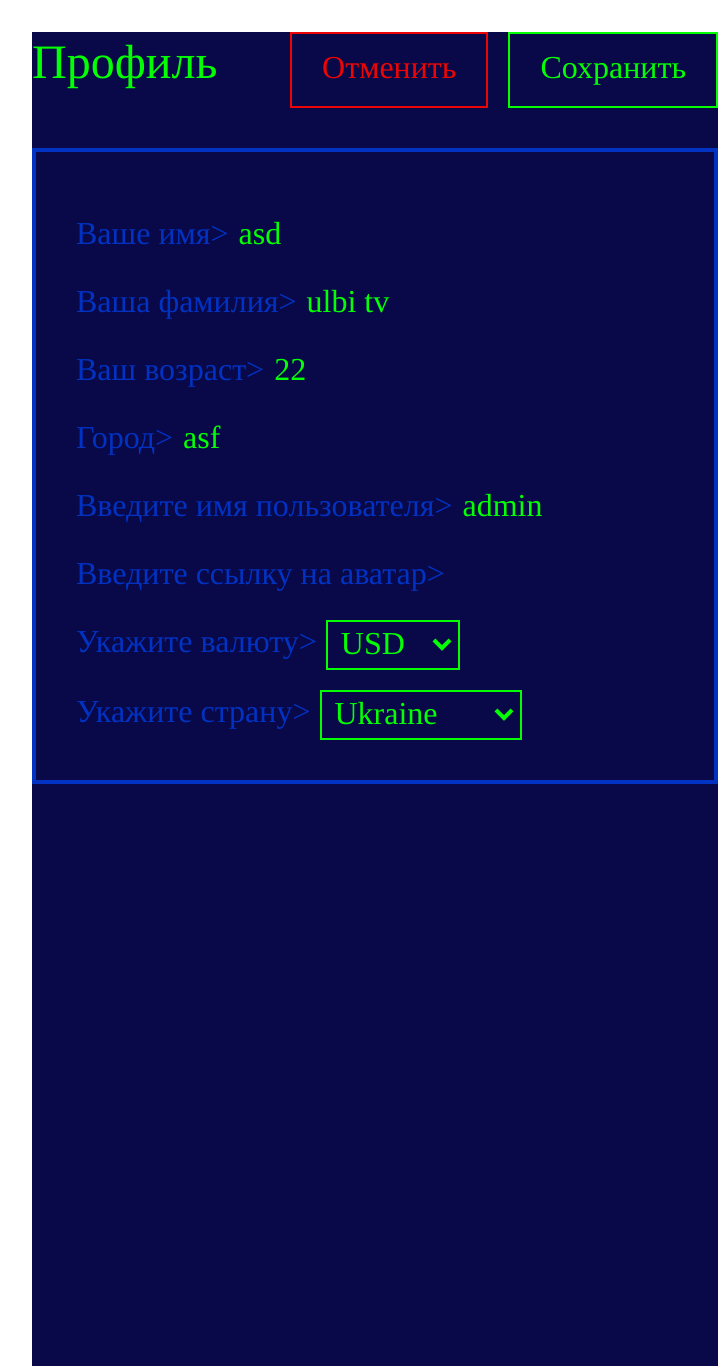 Профиль Отменить Сохранить
Ваше имя> asd
Ваша фамилия> ulbi tv
Ваш возраст> 22
Город> asf
Введите имя пользователя> admin
Введите ссылку на аватар>
Укажите валюту> USD
Укажите страну> Ukraine